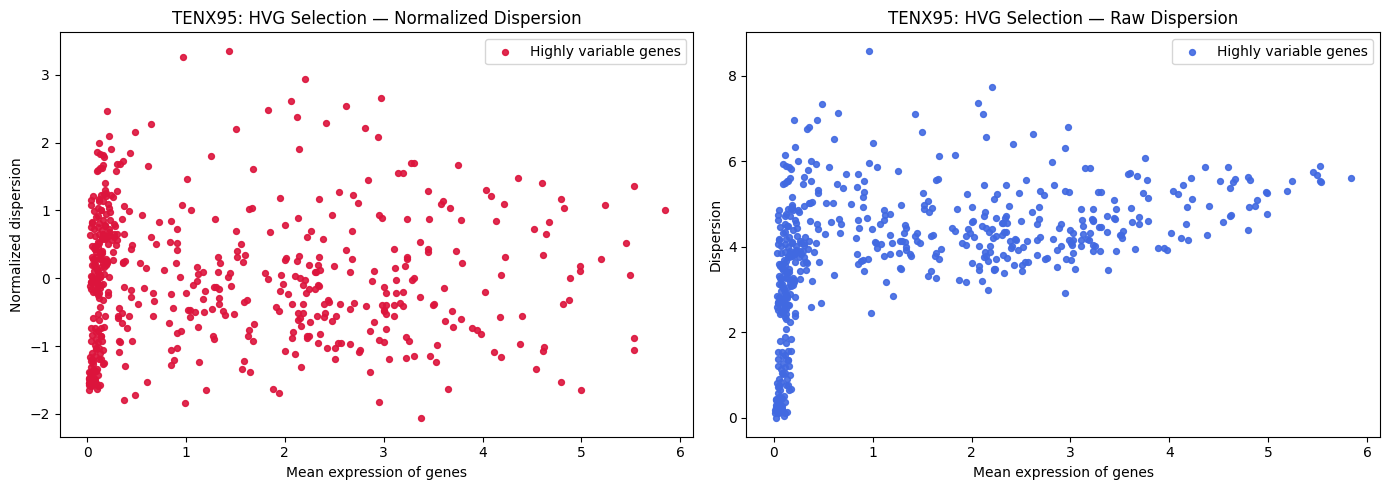 TENX95: HVG Selection — Normalized Dispersion
Highly variable genes
Normalized dispersion
3
2
1
0
−1
−2
0 1 2 3 4 5 6
Mean expression of genes
TENX95: HVG Selection — Raw Dispersion
Highly variable genes
Dispersion
8
6
4
2
0
0 1 2 3 4 5 6
Mean expression of genes